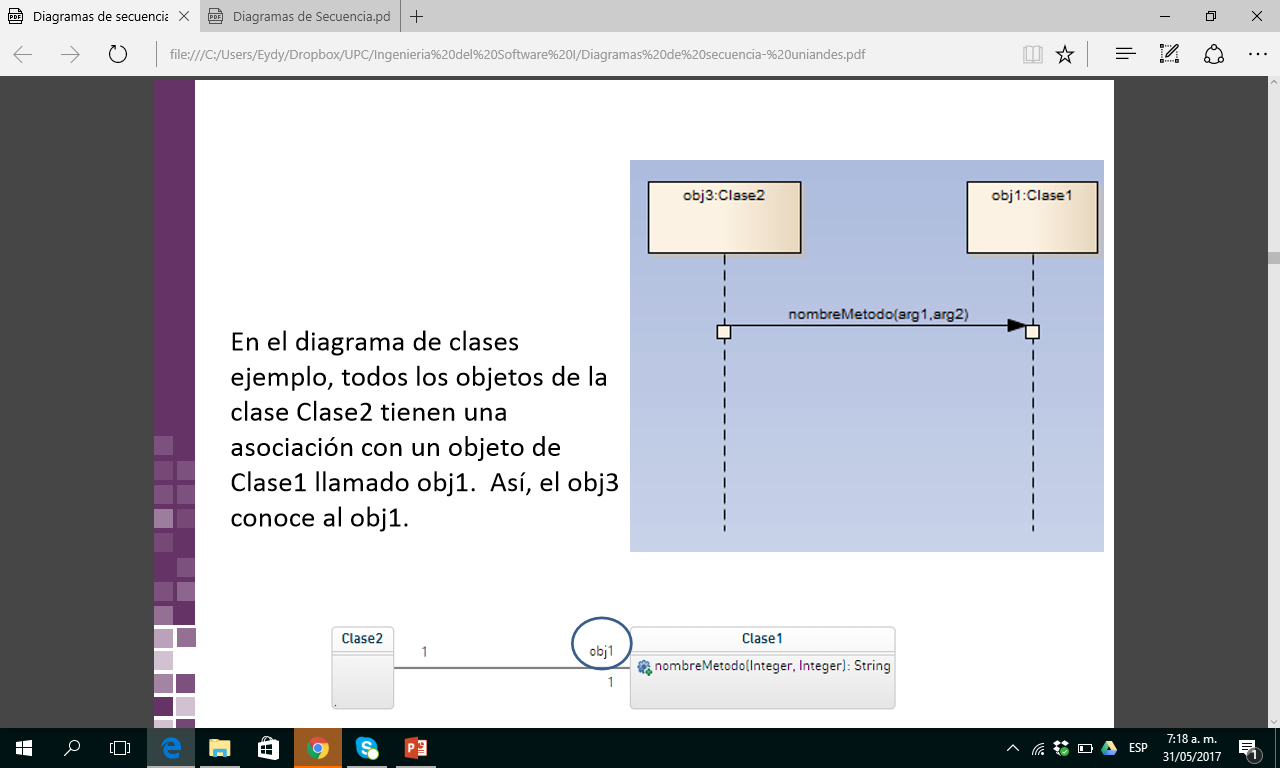 Diagramas de secuencia
Diagramas de Secuencia.pd
file:///C:/Users/Eydy/Dropbox/UPC/Ingenieria%20del%20Software%20I/Diagramas%20de%20secuencia-%20uniandes.pdf
obj3:Clase2
obj1:Clase1
nombreMetodo(arg1,arg2)
En el diagrama de clases
ejemplo, todos los objetos de la
clase Clase2 tienen una
asociación con un objeto de
Clase1 llamado obj1. Así, el obj3
conoce al obj1.
Clase2
1
obj1
1
Clase1
nombreMetodo(Integer, Integer): String
ESP
7:18 a. m.
31/05/2017
1